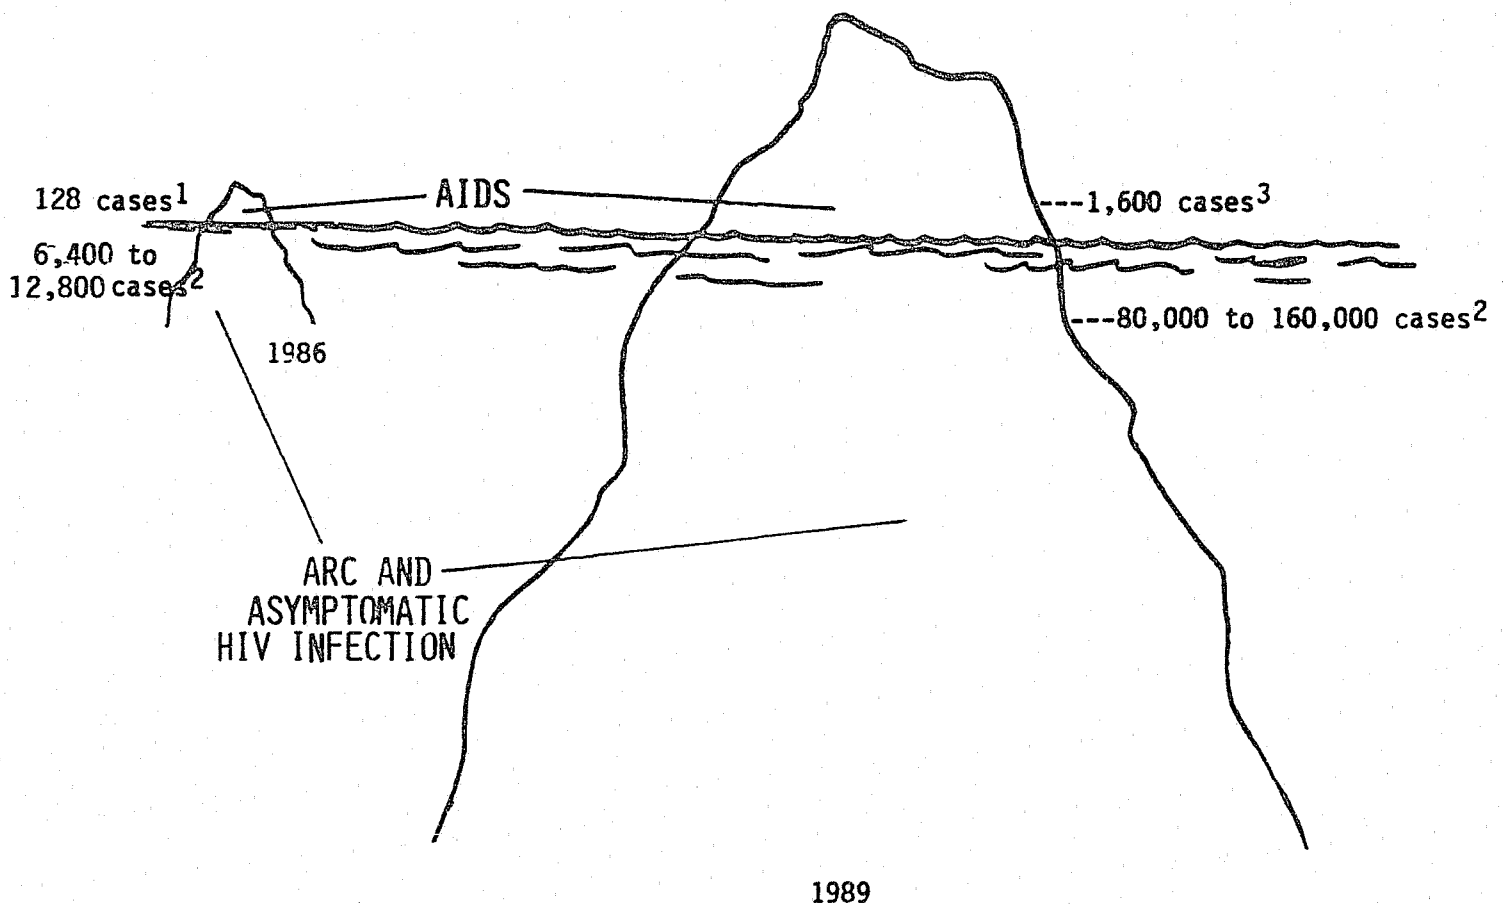 128 cases1
AIDS
---1,600 cases3
6,400 to
12,800 cases2
---80,000 to 160,000 cases2
1986
ARC AND
ASYMPTOMATIC
HIV INFECTION
1989